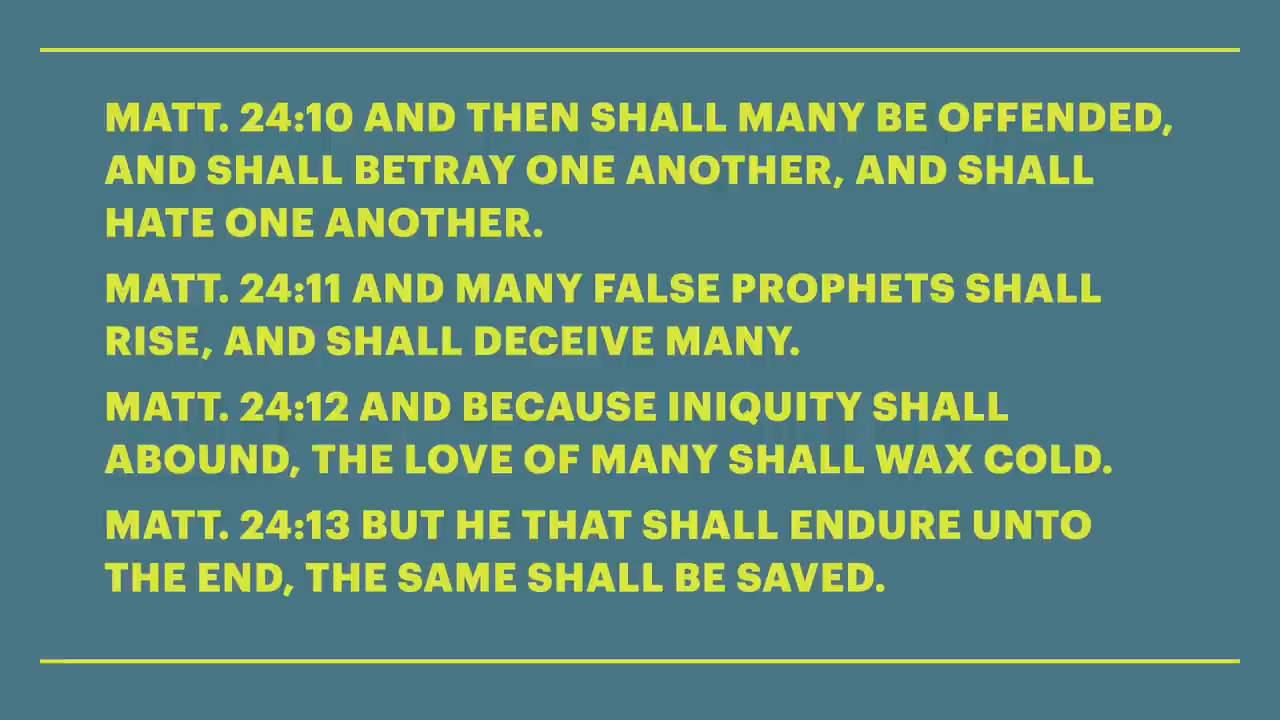 MATT. 24:10 AND THEN SHALL MANY BE OFFENDED,
AND SHALL BETRAY ONE ANOTHER, AND SHALL
HATE ONE ANOTHER.
MATT. 24:11 AND MANY FALSE PROPHETS SHALL
RISE, AND SHALL DECEIVE MANY.
MATT. 24:12 AND BECAUSE INIQUITY SHALL
ABOUND, THE LOVE OF MANY SHALL WAX COLD.
MATT. 24:13 BUT HE THAT SHALL ENDURE UNTO
THE END, THE SAME SHALL BE SAVED.